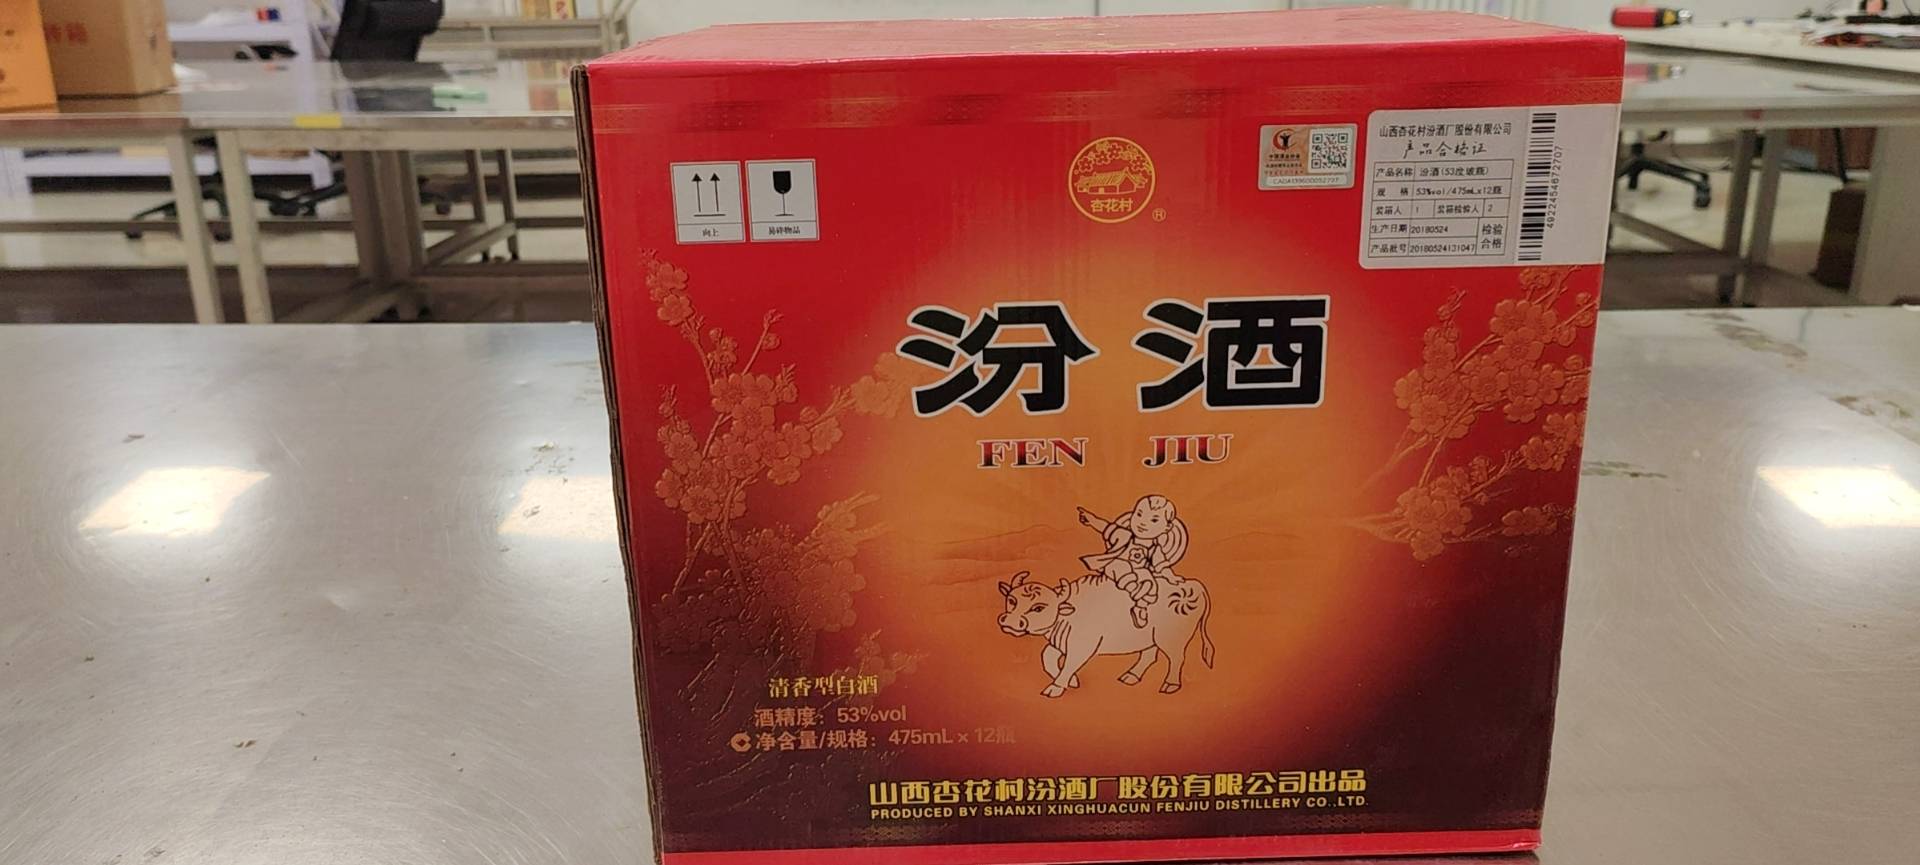 杏花村
®
向上
易碎物品
山西杏花村汾酒厂股份有限公司
产品合格证
产品名称 汾酒(53度玻瓶)
规 格 53%vol/475mL×12瓶
装箱人 1 装箱检验人 2
生产日期 20180524 检验合格
产品批号 20180524131047
4922454672707
汾酒
FEN JIU
清香型白酒
酒精度：53%vol
净含量/规格：475mL×12瓶
山西杏花村汾酒厂股份有限公司出品
PRODUCED BY SHANXI XINGHUACUN FENJIU DISTILLERY CO.,LTD.